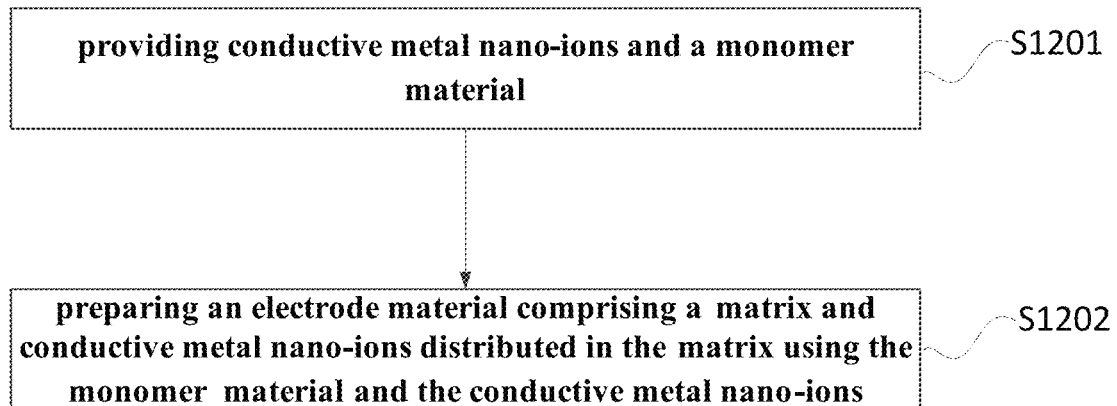 providing conductive metal nano-ions and a monomer
material
S1201
preparing an electrode material comprising a matrix and
conductive metal nano-ions distributed in the matrix using the
monomer material and the conductive metal nano-ions
S1202